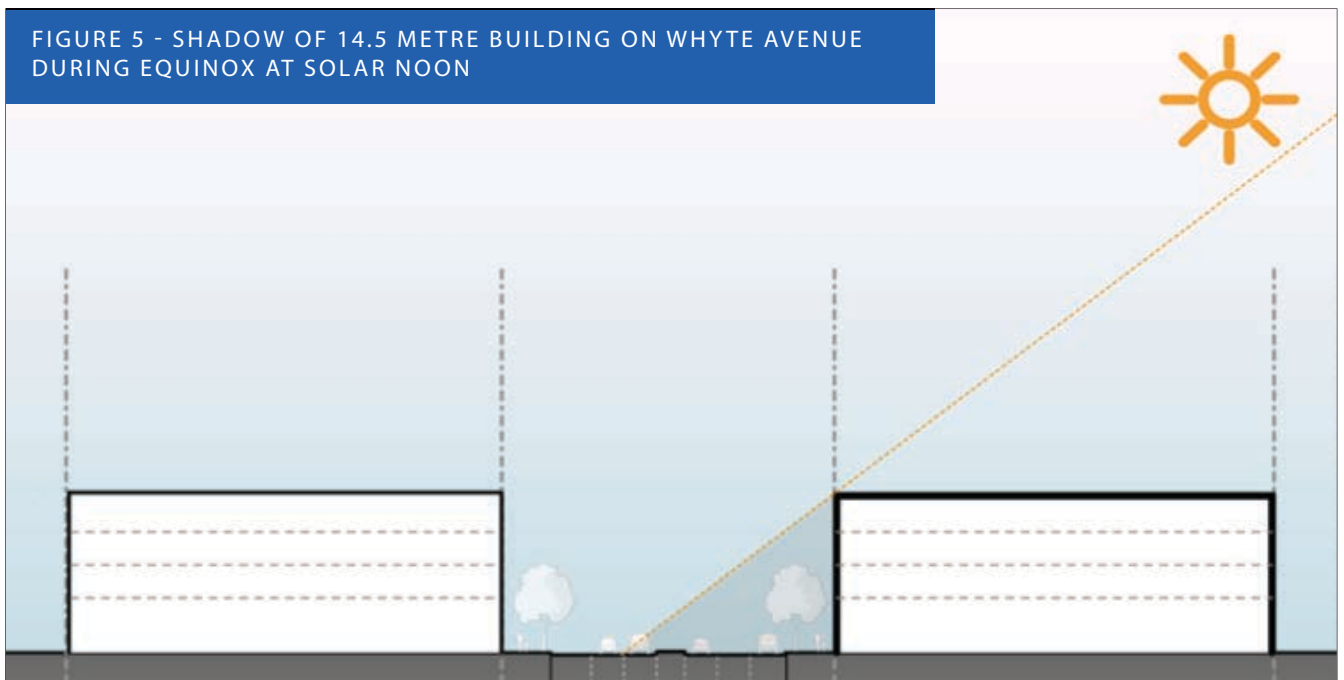 FIGURE 5 - SHADOW OF 14.5 METRE BUILDING ON WHYTE AVENUE
DURING EQUINOX AT SOLAR NOON